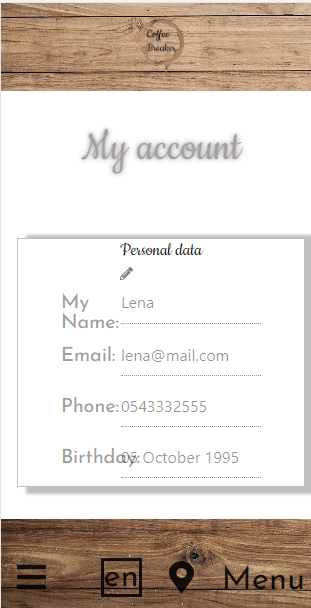 Coffee
Breaker
My account
Personal data
My Name: Lena
Email: lena@mail.com
Phone: 0543332555
Birthday: 05 October 1995
en Menu